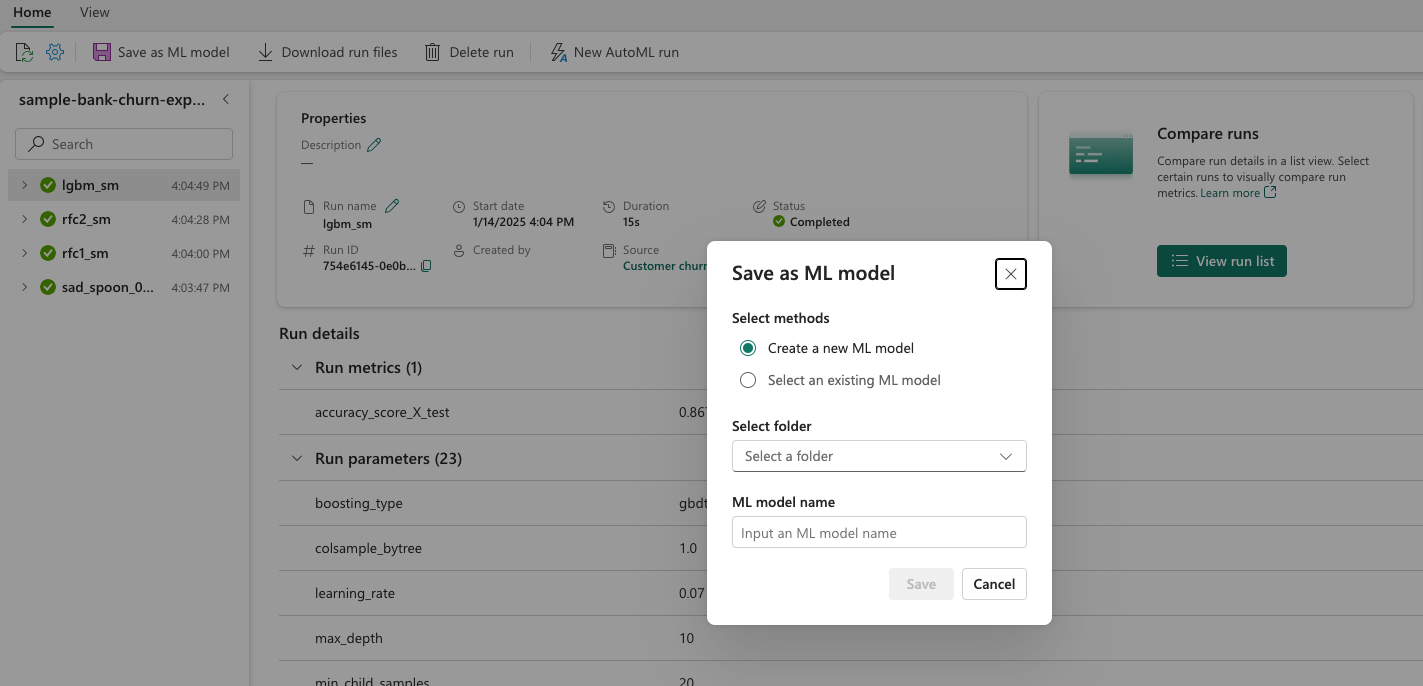 Home
View
Save as ML model
Download run files
Delete run
New AutoML run
sample-bank-churn-exp...
Search
lgbm_sm 4:04:49 PM
rfc2_sm 4:04:28 PM
rfc1_sm 4:04:00 PM
sad_spoon_0... 4:03:47 PM
Properties
Description
—
Run name
lgbm_sm
Start date
1/14/2025 4:04 PM
Duration
15s
Status
Completed
Run ID
754e6145-0e0b...
Created by
Source
Customer churn
Compare runs
Compare run details in a list view. Select
certain runs to visually compare run
metrics. Learn more
View run list
Run details
Run metrics (1)
accuracy_score_X_test 0.867
Run parameters (23)
boosting_type gbdt
colsample_bytree 1.0
learning_rate 0.07
max_depth 10
min_child_samples 20
Save as ML model
Select methods
Create a new ML model
Select an existing ML model
Select folder
Select a folder
ML model name
Input an ML model name
Save
Cancel